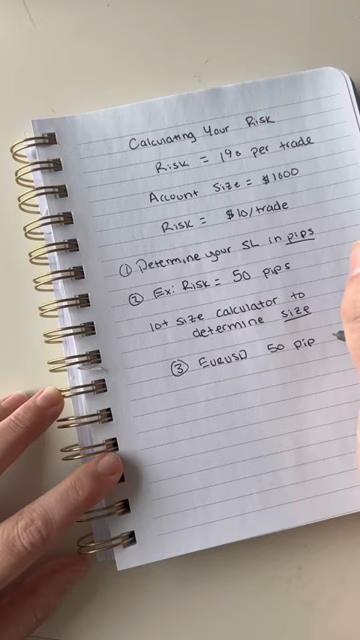 Calculating Your Risk
Risk = 1% per trade
Account Size = $1000
Risk = $10/trade
① Determine your SL in pips
② Ex: Risk = 50 pips
lot size calculator to
determine size
③ EURUSD 50 pip